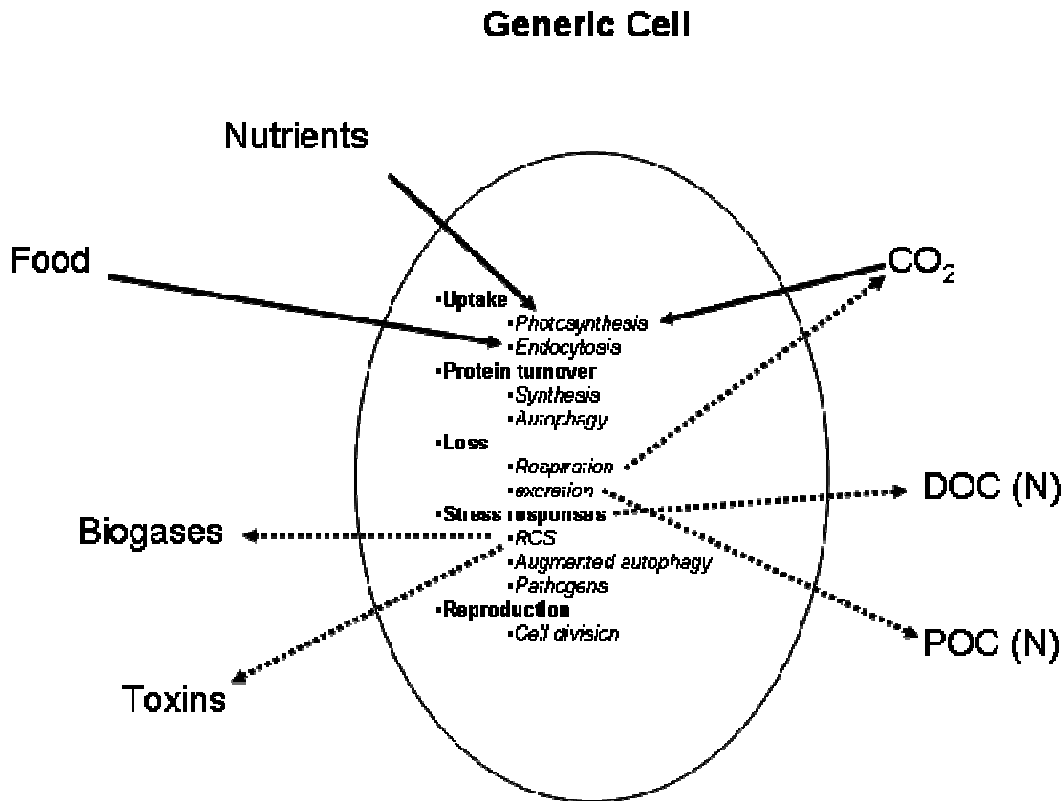 Generic Cell
Nutrients
Food
CO₂
▪Uptake
▪Photosynthesis
▪Endocytosis
▪Protein turnover
▪Synthesis
▪Autophagy
▪Loss
▪Respiration
▪excretion
DOC (N)
▪Stress responses
Biogases
▪ROS
▪Augmented autophagy
▪Pathogens
▪Reproduction
▪Cell division
POC (N)
Toxins